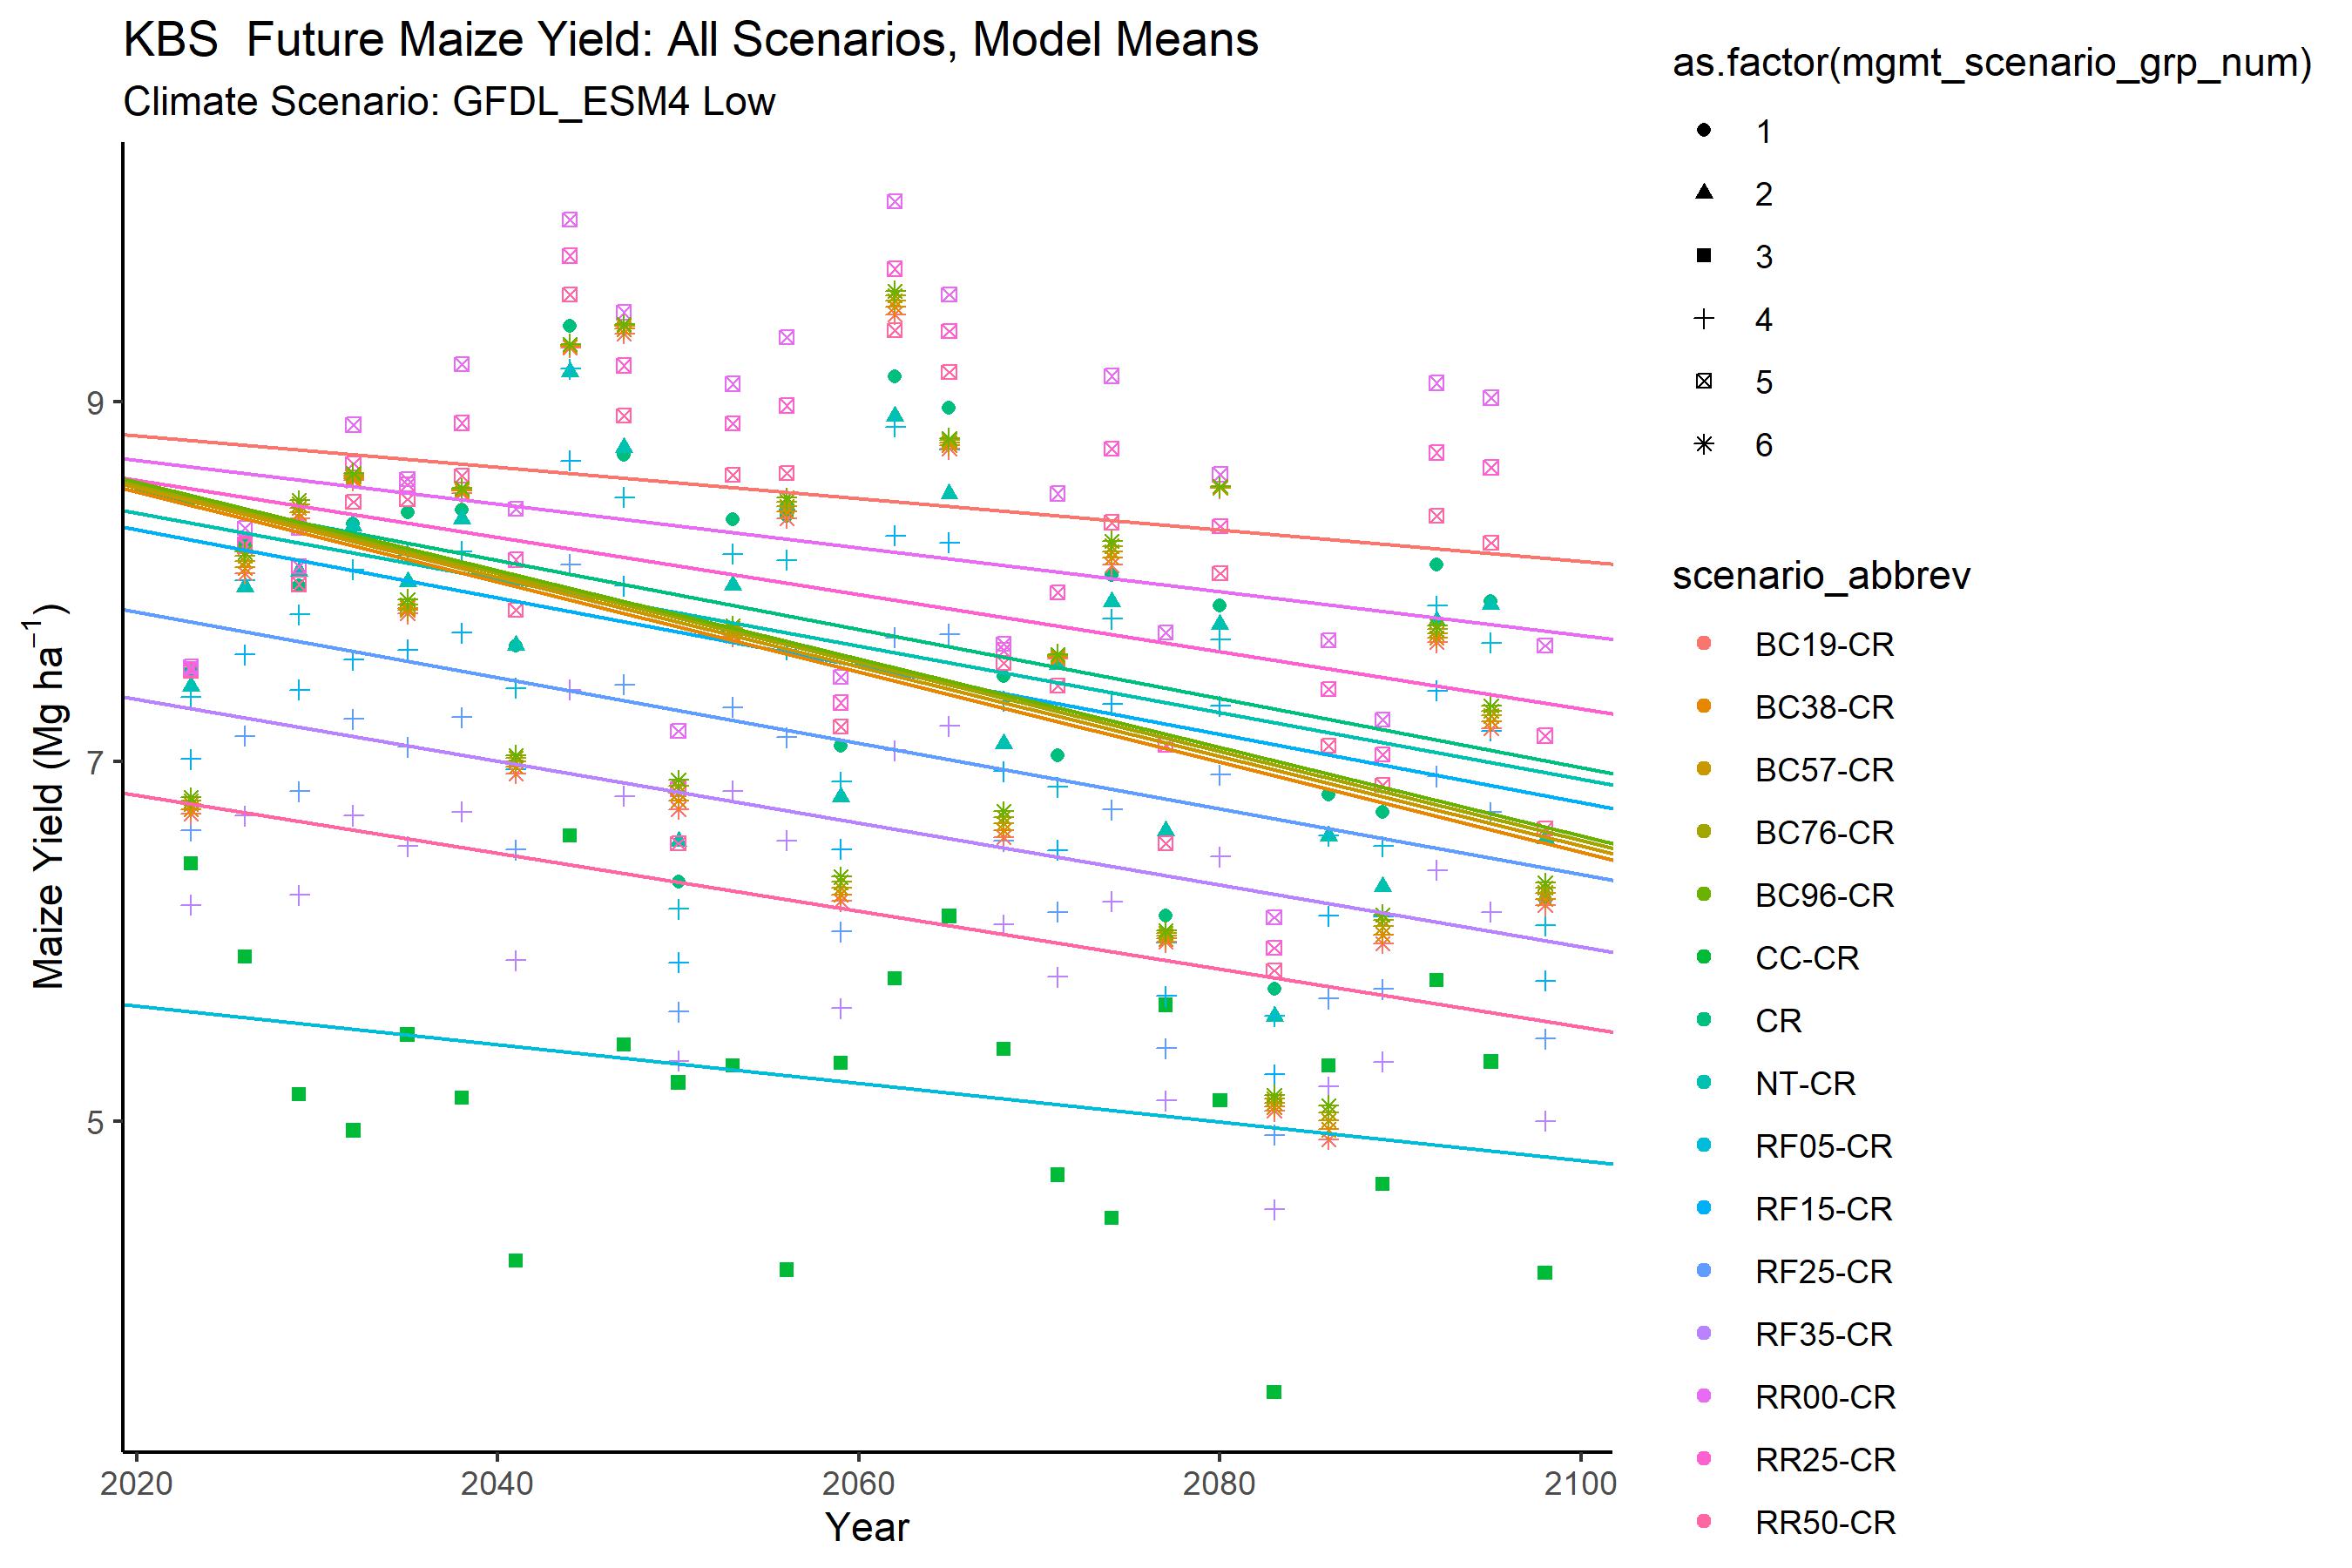 KBS  Future Maize Yield: All Scenarios, Model Means
Climate Scenario: GFDL_ESM4 Low
Maize Yield (Mg ha⁻¹)
9
7
5
2020
2040
2060
2080
2100
Year
as.factor(mgmt_scenario_grp_num)
1
2
3
4
5
6
scenario_abbrev
BC19-CR
BC38-CR
BC57-CR
BC76-CR
BC96-CR
CC-CR
CR
NT-CR
RF05-CR
RF15-CR
RF25-CR
RF35-CR
RR00-CR
RR25-CR
RR50-CR